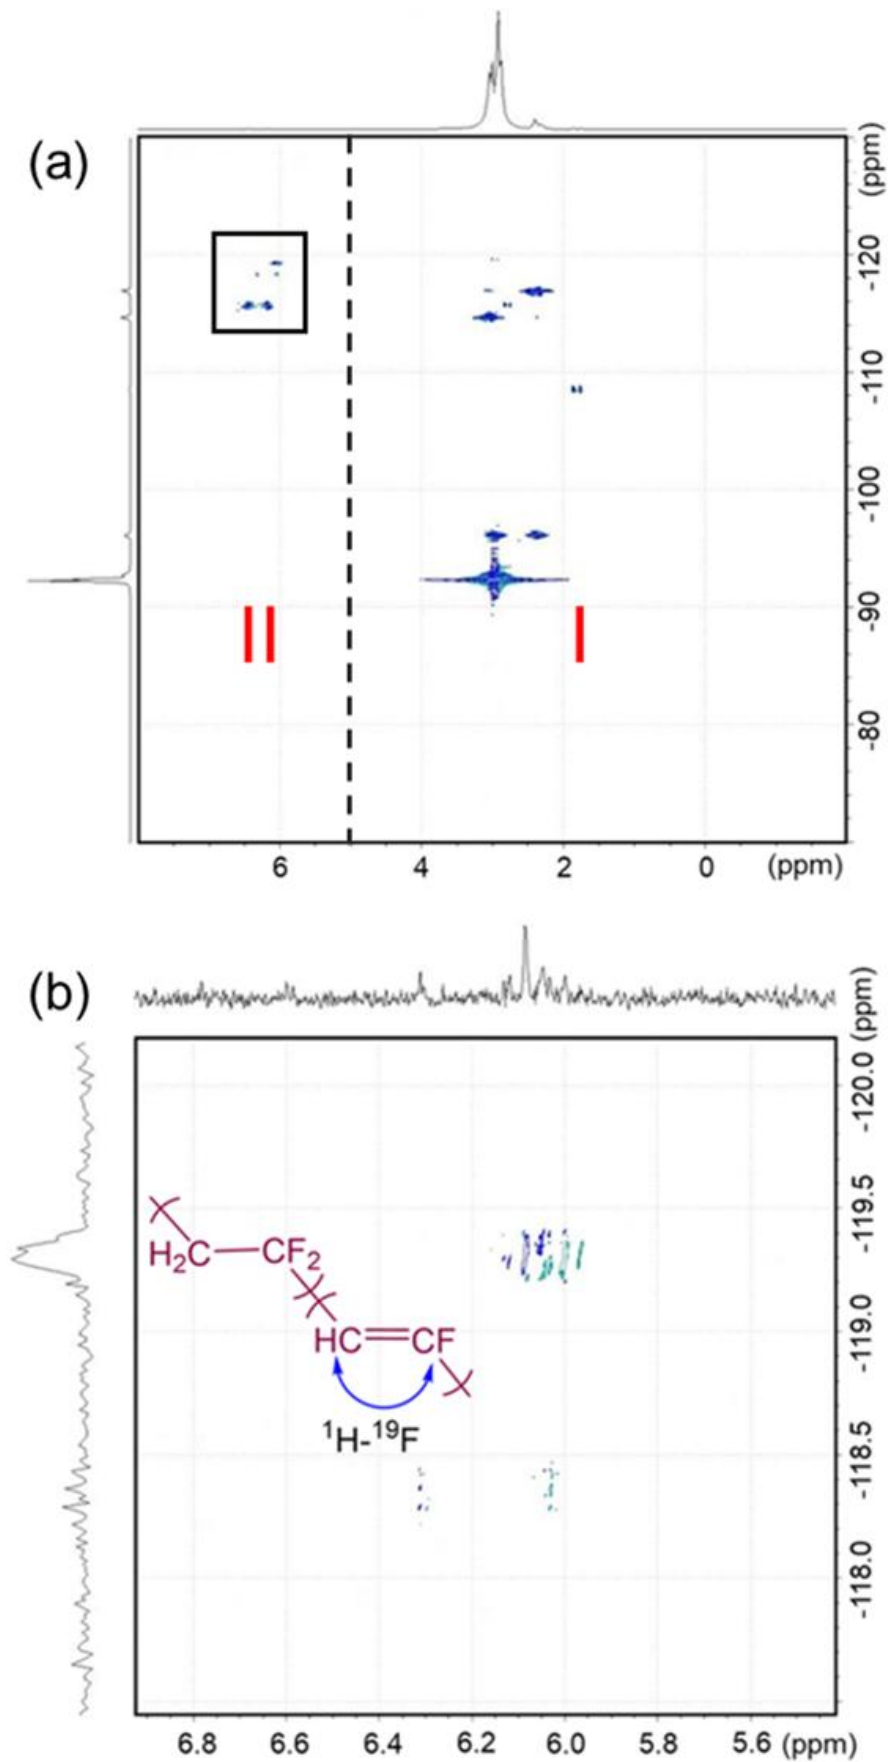 (a)
(ppm)
-120
-110
-100
-90
-80
6 4 2 0 (ppm)
(b)
(ppm)
-120.0
-119.5
-119.0
-118.5
-118.0
H₂C CF₂
HC CF
¹H-¹⁹F
6.8 6.6 6.4 6.2 6.0 5.8 5.6 (ppm)